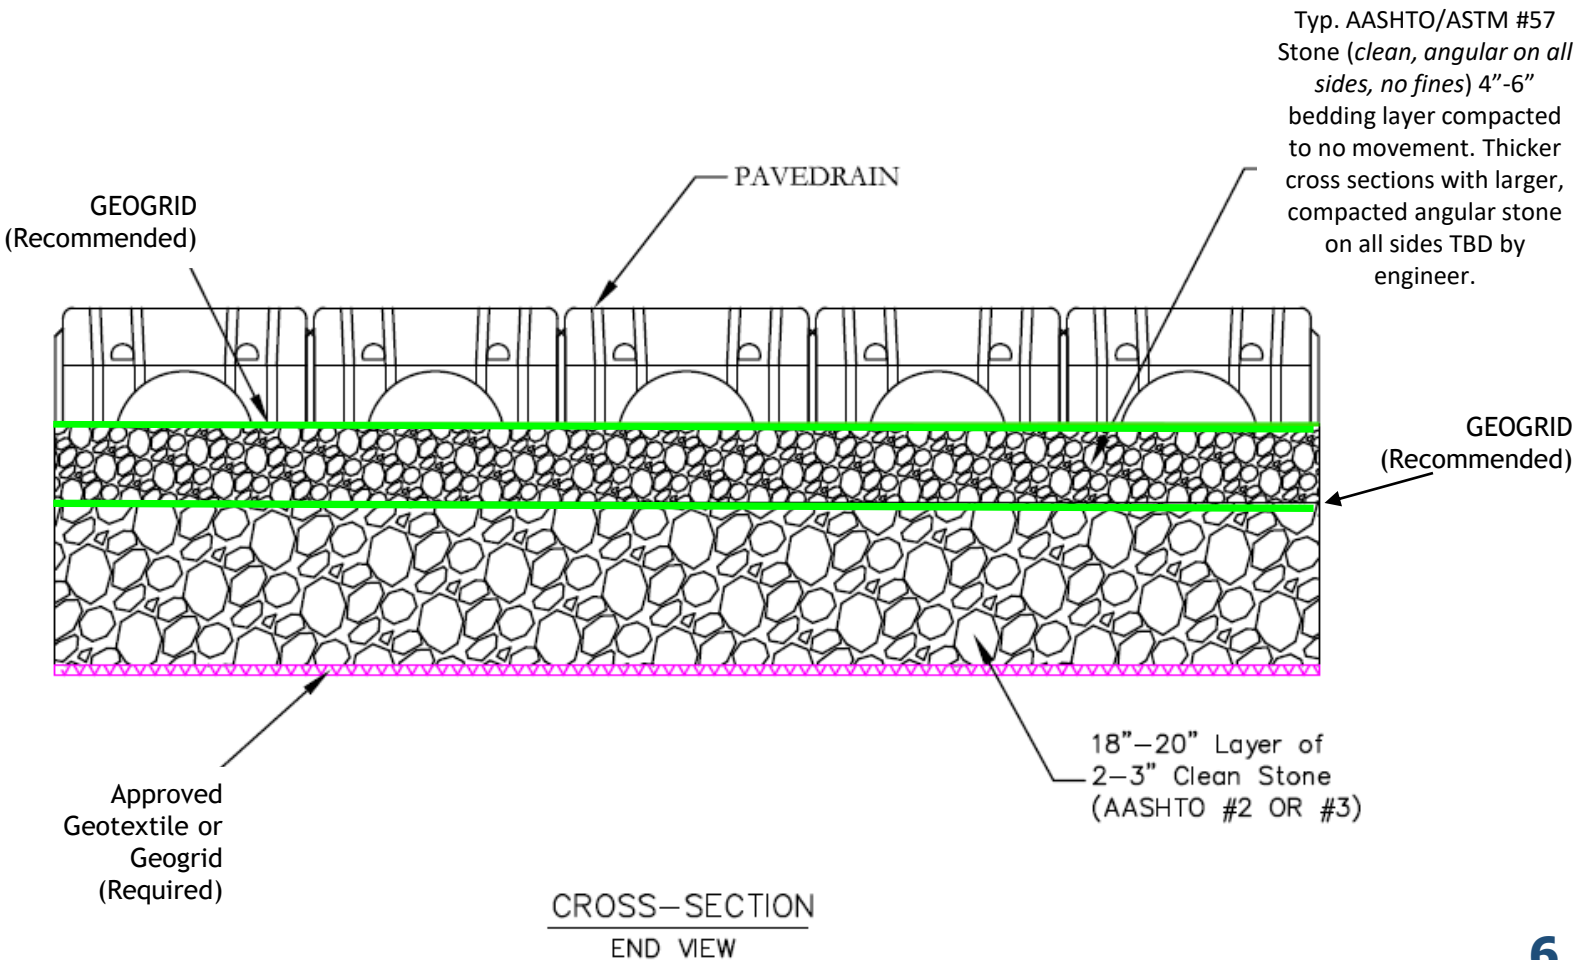 Typ. AASHTO/ASTM #57
Stone (clean, angular on all
sides, no fines) 4”-6”
bedding layer compacted
to no movement. Thicker
cross sections with larger,
compacted angular stone
on all sides TBD by
engineer.
PAVEDRAIN
GEOGRID
(Recommended)
GEOGRID
(Recommended)
18”–20” Layer of
2–3” Clean Stone
(AASHTO #2 OR #3)
Approved
Geotextile or
Geogrid
(Required)
CROSS–SECTION
END VIEW
6